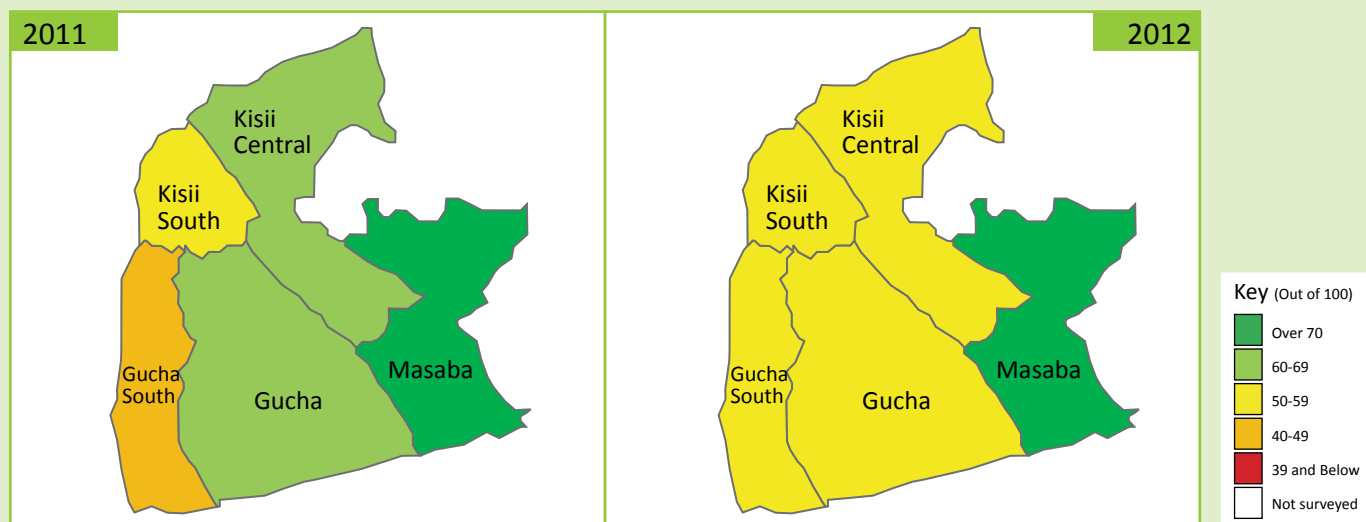 2011
Kisii
Central
Kisii
South
Gucha
South
Gucha
Masaba
2012
Kisii
Central
Kisii
South
Gucha
South
Gucha
Masaba
Key (Out of 100)
Over 70
60-69
50-59
40-49
39 and Below
Not surveyed